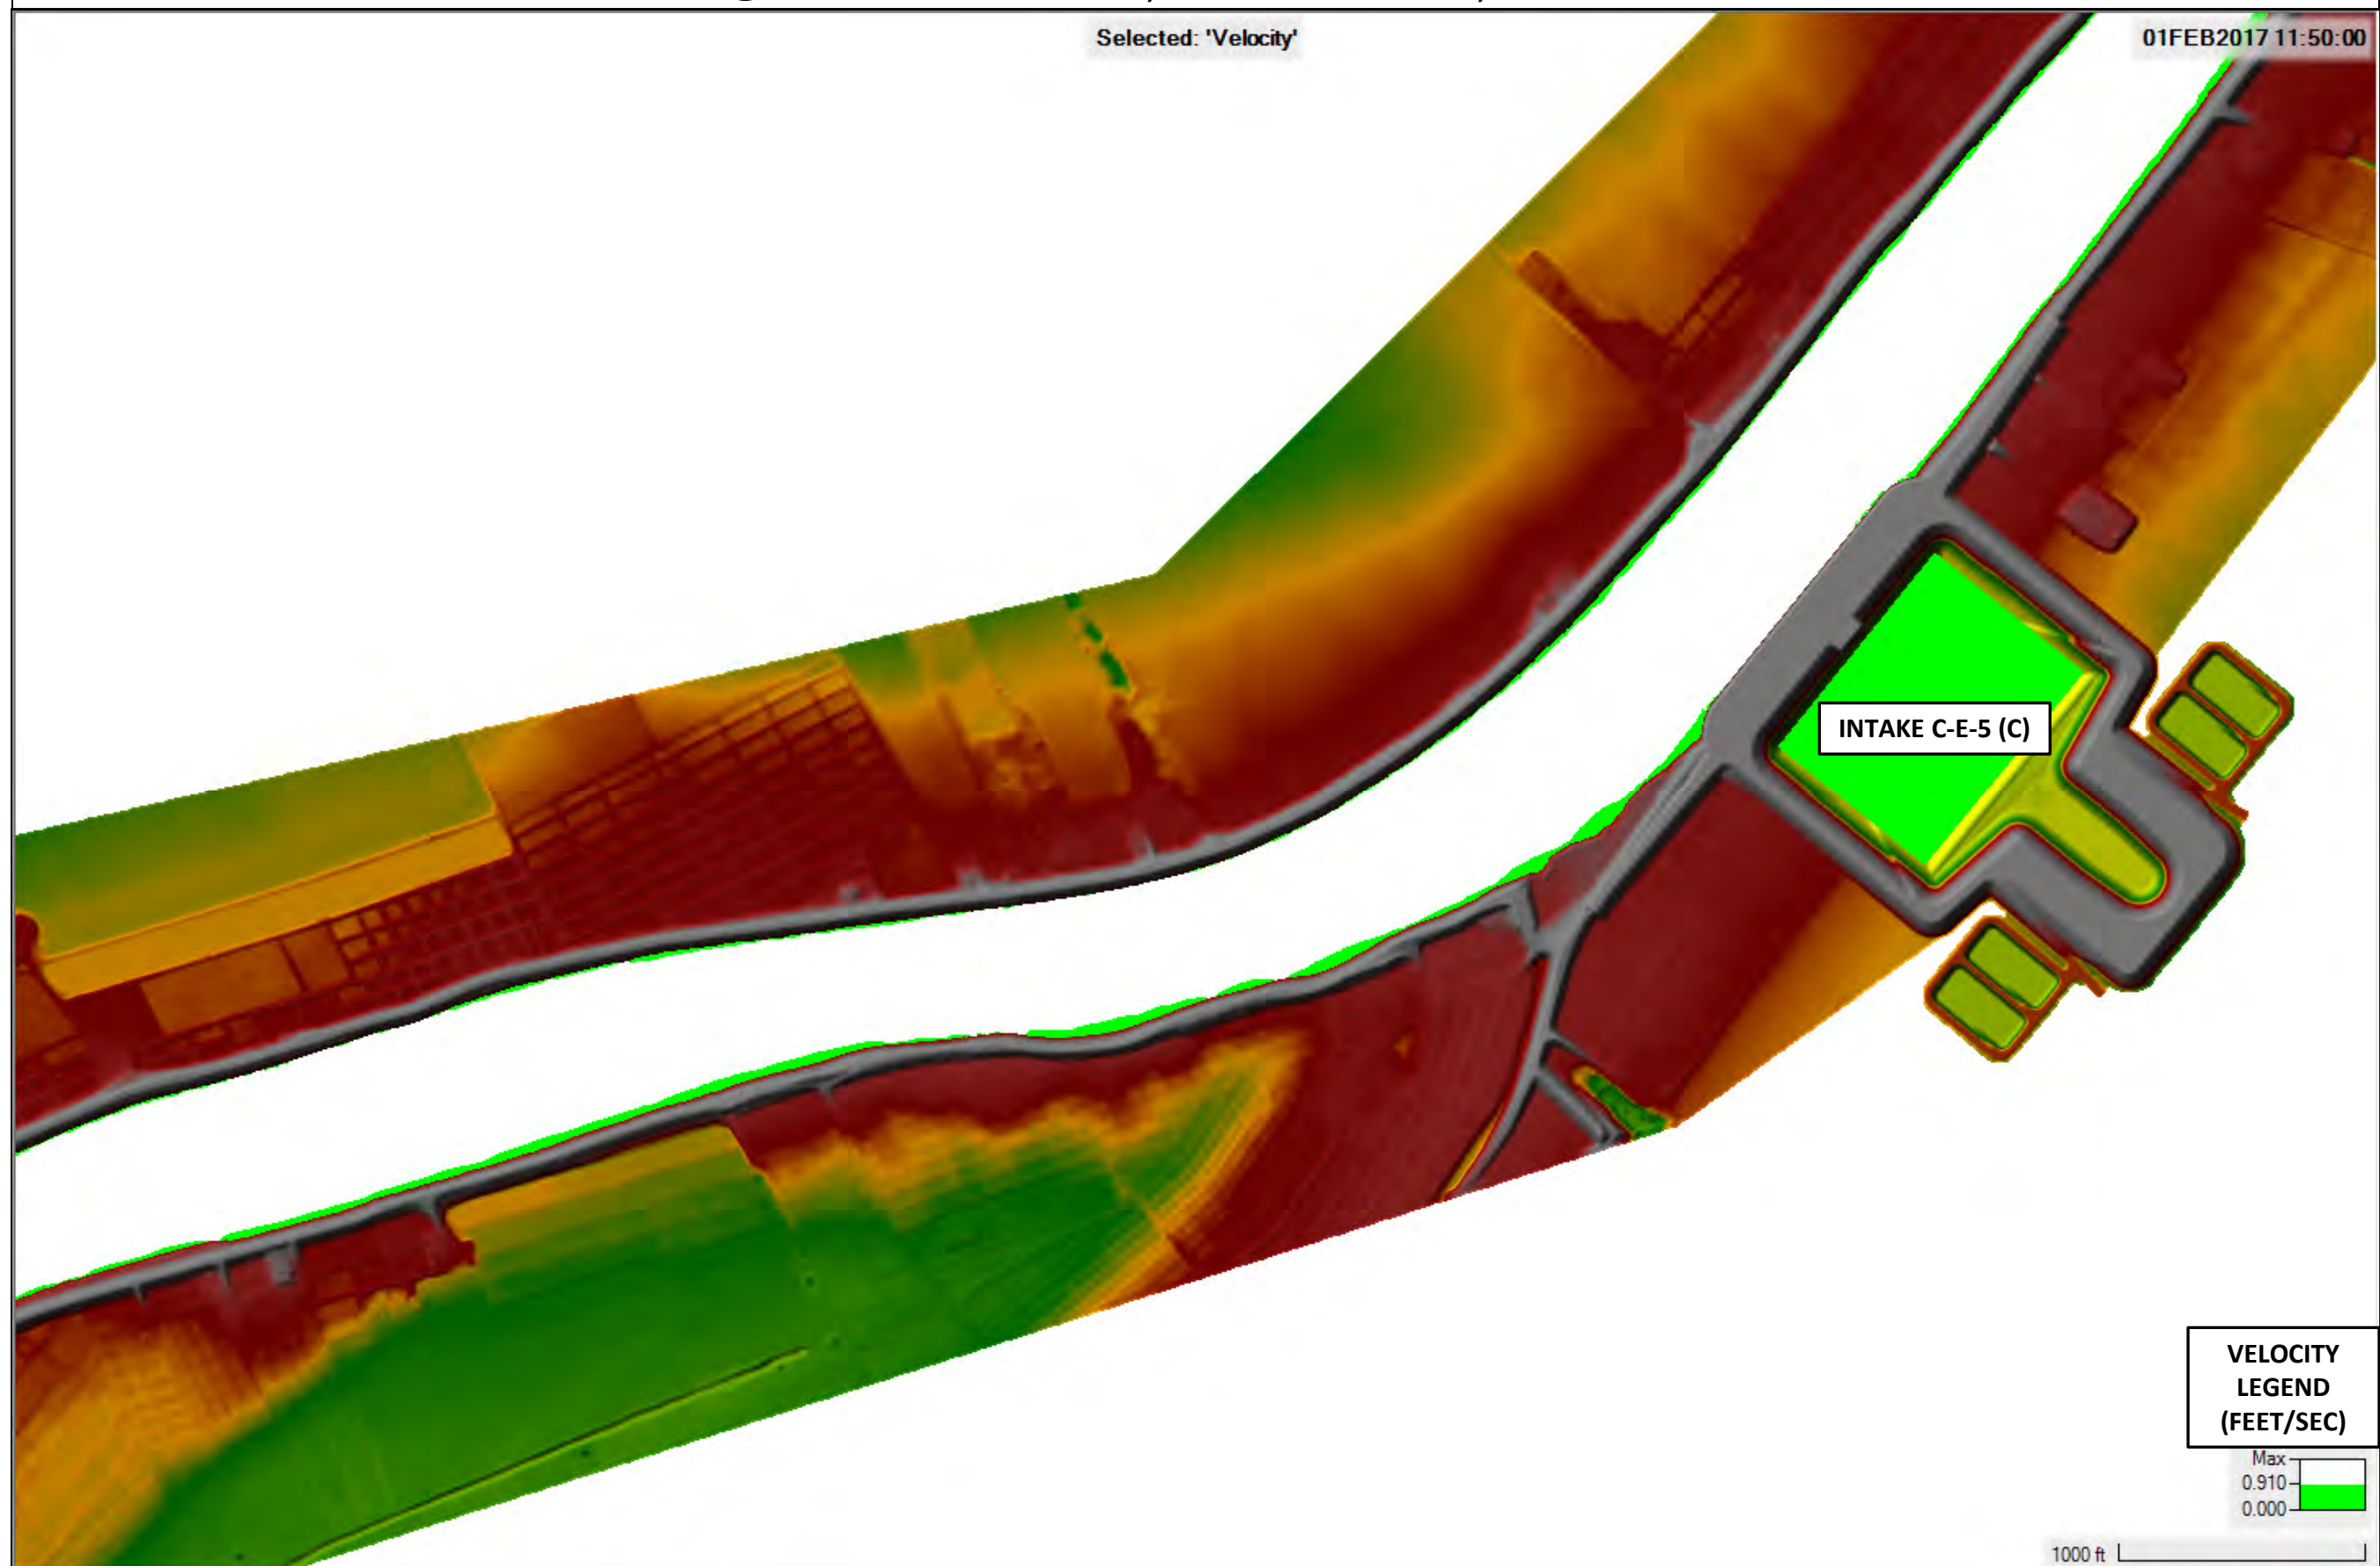 Selected: 'Velocity'
01FEB2017 11:50:00
INTAKE C-E-5 (C)
VELOCITY
LEGEND
(FEET/SEC)
Max
0.910
0.000
1000 ft